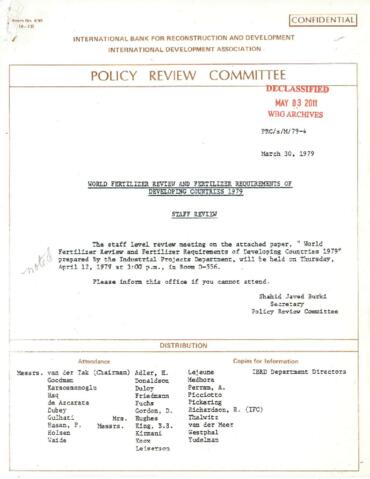 CONFIDENTIAL
INTERNATIONAL BANK FOR RECONSTRUCTION AND DEVELOPMENT
INTERNATIONAL DEVELOPMENT ASSOCIATION
POLICY REVIEW COMMITTEE
DECLASSIFIED
MAY 03 2011
WBG ARCHIVES
PRC/s/M/79-4
March 30, 1979
WORLD FERTILIZER REVIEW AND FERTILIZER REQUIREMENTS OF
DEVELOPING COUNTRIES 1979
STAFF REVIEW
The staff level review meeting on the attached paper, " World
Fertilizer Review and Fertilizer Requirements of Developing Countries 1979"
prepared by the Industrial Projects Department, will be held on Thursday,
April 12, 1979 at 3:00 p.m., in Room D-556.
noted
Please inform this office if you cannot attend.
Shahid Javed Burki
Secretary
Policy Review Committee
DISTRIBUTION
Attendance
Messrs. van der Tak (Chairman)
Goodman
Karaosmanoglu
Haq
de Azcarate
Dubey
Gulhati
Hasan, P.
Holsen
Waide
Adler, H.
Donaldson
Duloy
Friedmann
Fuchs
Gordon, D.
Mrs. Hughes
Messrs. King, B.B.
Kirmani
Knox
Leiserson
Copies for Information
Lejeune
Madhora
Parram, A.
Picciotto
Pickering
Richardson, R. (IFC)
Thalwitz
van der Meer
Westphal
Yudelman
IBRD Department Directors